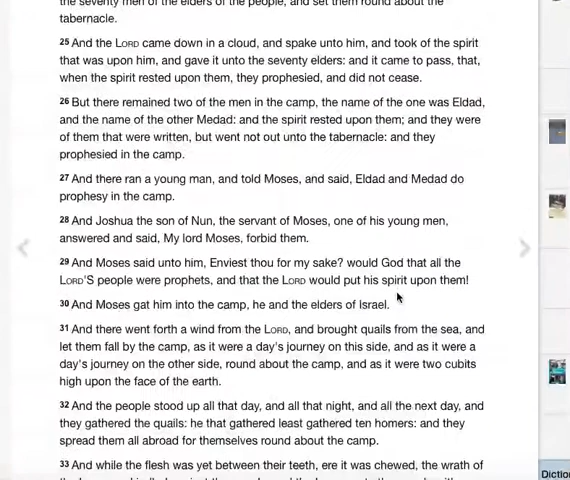 the seventy men of the elders of the people, and set them round about the
tabernacle.
25 And the LORD came down in a cloud, and spake unto him, and took of the spirit
that was upon him, and gave it unto the seventy elders: and it came to pass, that,
when the spirit rested upon them, they prophesied, and did not cease.
26 But there remained two of the men in the camp, the name of the one was Eldad,
and the name of the other Medad: and the spirit rested upon them; and they were
of them that were written, but went not out unto the tabernacle: and they
prophesied in the camp.
27 And there ran a young man, and told Moses, and said, Eldad and Medad do
prophesy in the camp.
28 And Joshua the son of Nun, the servant of Moses, one of his young men,
answered and said, My lord Moses, forbid them.
29 And Moses said unto him, Enviest thou for my sake? would God that all the
LORD'S people were prophets, and that the LORD would put his spirit upon them!
30 And Moses gat him into the camp, he and the elders of Israel.
31 And there went forth a wind from the LORD, and brought quails from the sea, and
let them fall by the camp, as it were a day's journey on this side, and as it were a
day's journey on the other side, round about the camp, and as it were two cubits
high upon the face of the earth.
32 And the people stood up all that day, and all that night, and all the next day, and
they gathered the quails: he that gathered least gathered ten homers: and they
spread them all abroad for themselves round about the camp.
33 And while the flesh was yet between their teeth, ere it was chewed, the wrath of
Dictio